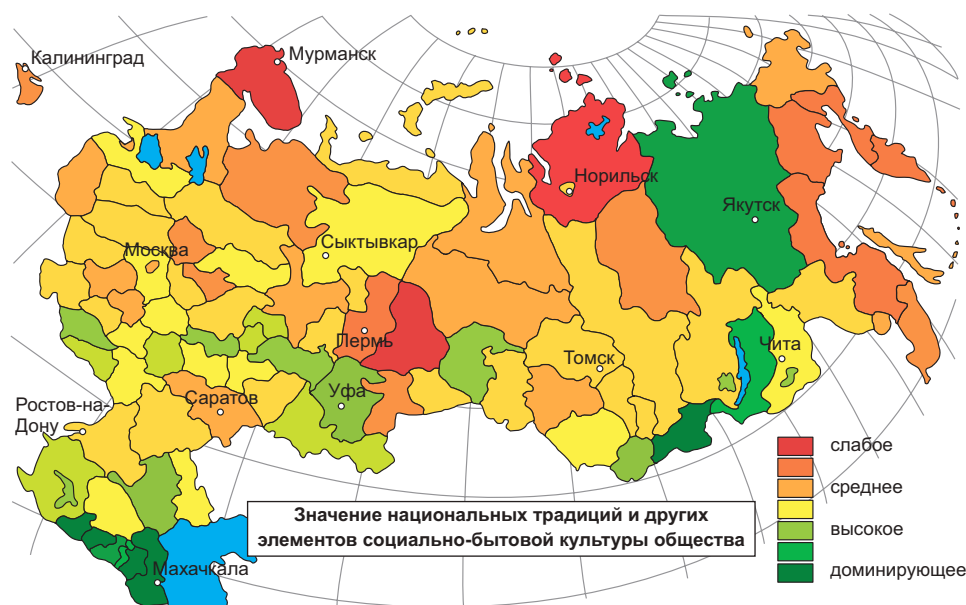 Мурманск
Калининград
Норильск
Якутск
Сыктывкар
Москва
Пермь
Томск
Чита
Уфа
Саратов
Ростов-на-
Дону
Махачкала
Значение национальных традиций и других
элементов социально-бытовой культуры общества
слабое
среднее
высокое
доминирующее